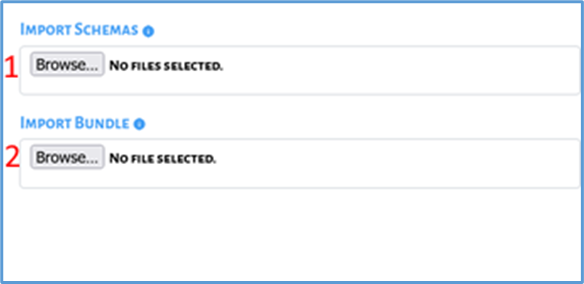 Import Schemas i
1 Browse... No files selected.
Import Bundle i
2 Browse... No file selected.